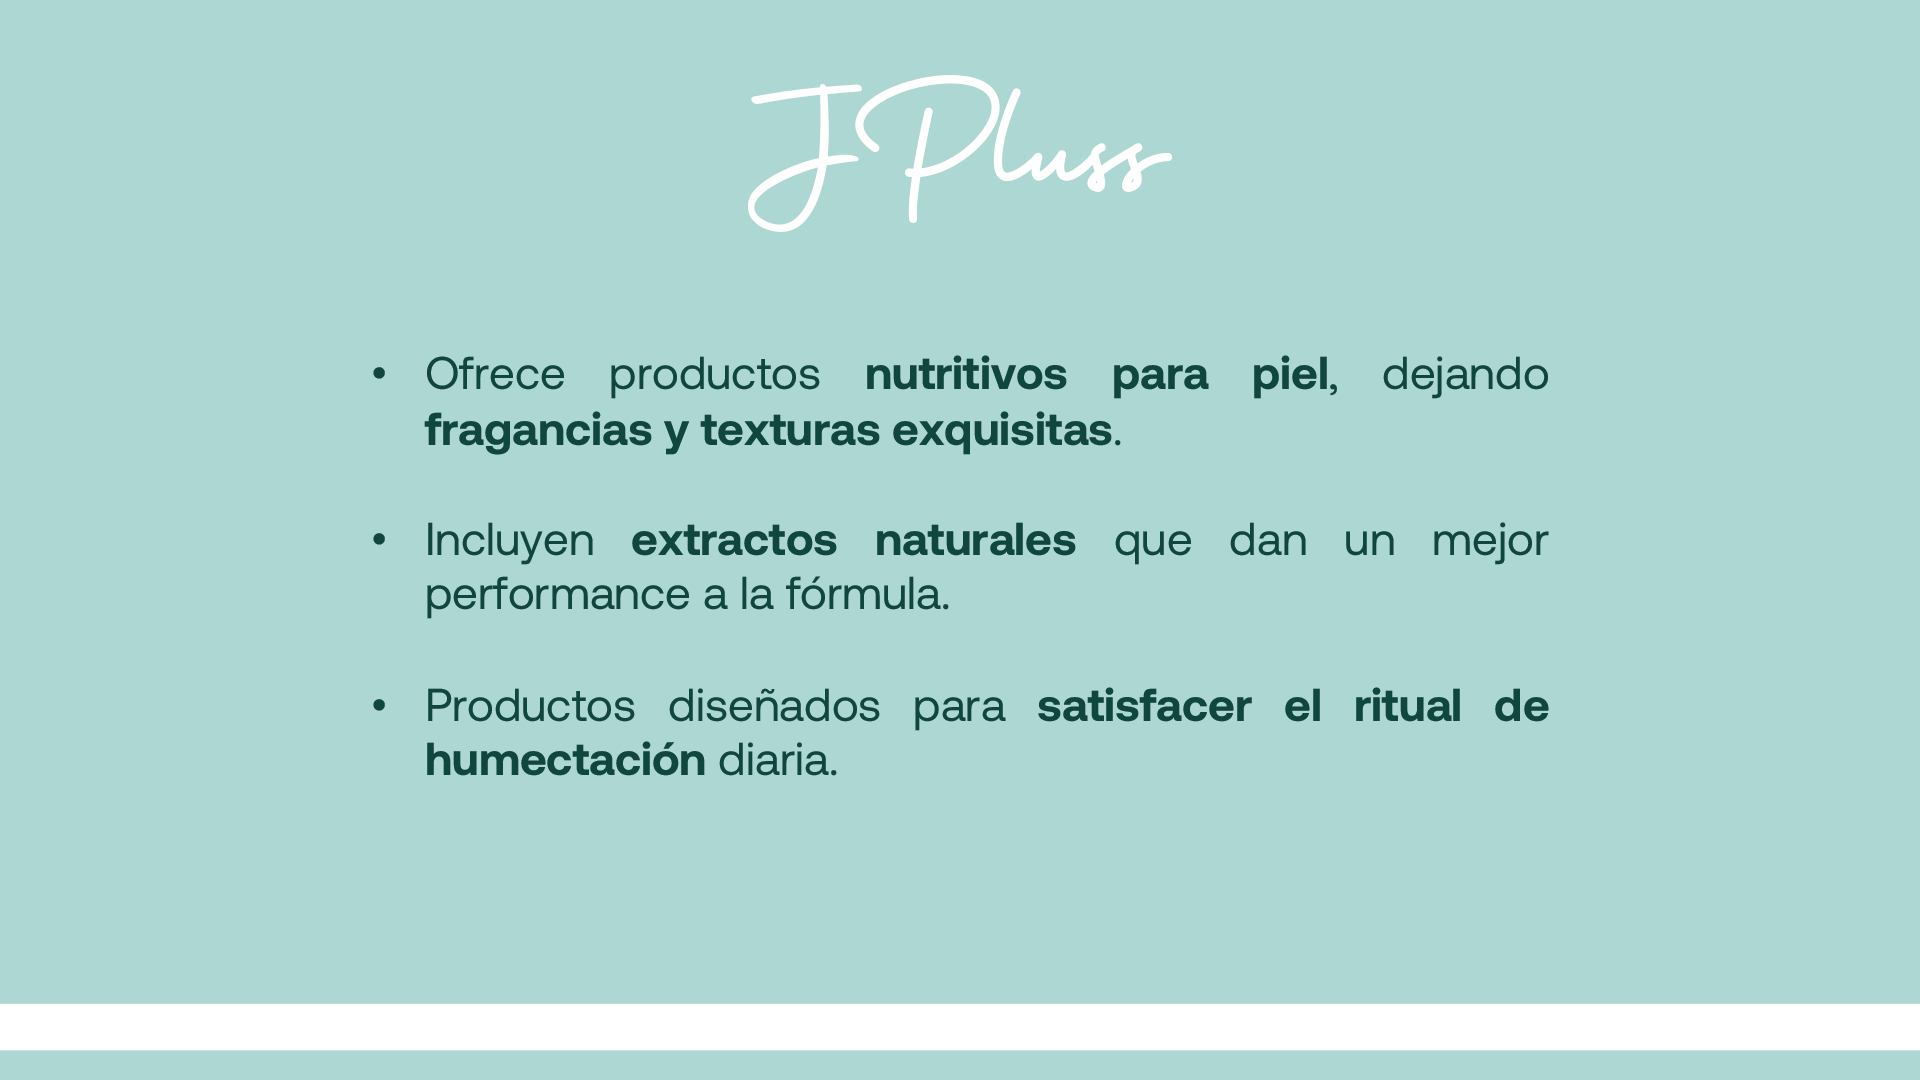 J Pluss
• Ofrece productos nutritivos para piel, dejando
fragancias y texturas exquisitas.
• Incluyen extractos naturales que dan un mejor
performance a la fórmula.
• Productos diseñados para satisfacer el ritual de
humectación diaria.